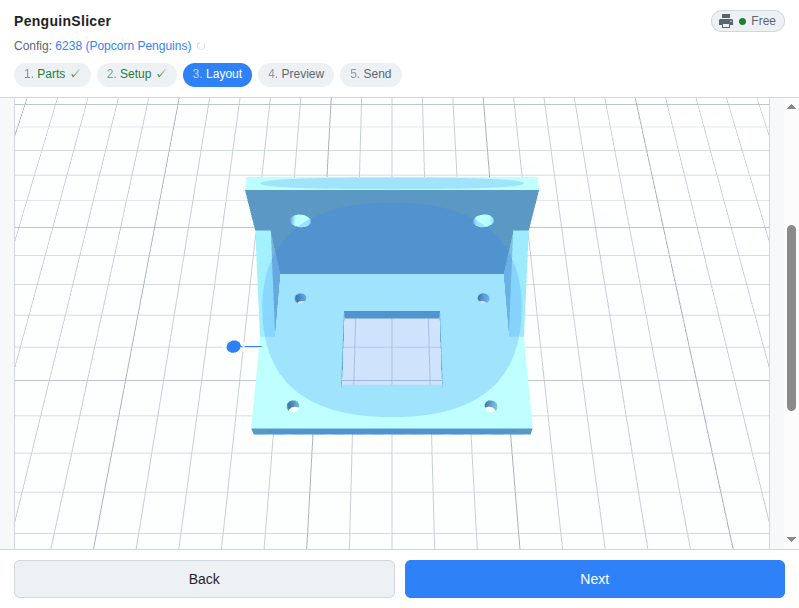 PenguinSlicer
Free
Config: 6238 (Popcorn Penguins)
1. Parts ✓
2. Setup ✓
3. Layout
4. Preview
5. Send
Back
Next